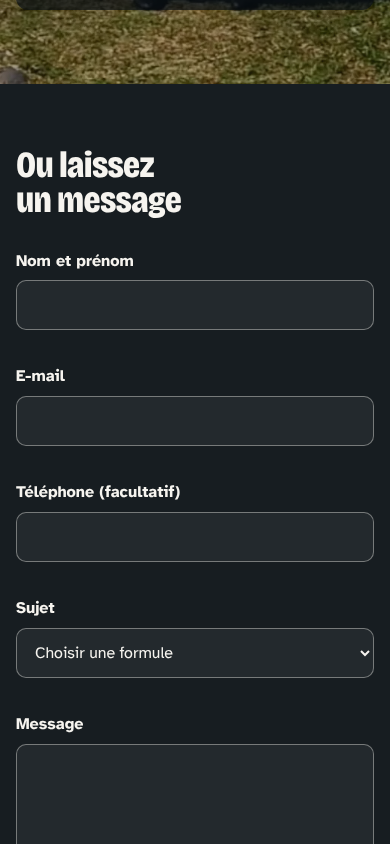 Ou laissez
un message
Nom et prénom
E-mail
Téléphone (facultatif)
Sujet
Choisir une formule
Message